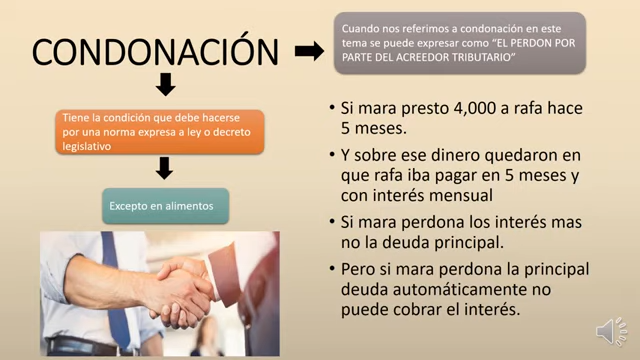 CONDONACIÓN
Cuando nos referimos a condonación en este
tema se puede expresar como “EL PERDON POR
PARTE DEL ACREEDOR TRIBUTARIO”
Tiene la condición que debe hacerse
por una norma expresa a ley o decreto
legislativo
Excepto en alimentos
• Si mara presto 4,000 a rafa hace
5 meses.
• Y sobre ese dinero quedaron en
que rafa iba pagar en 5 meses y
con interés mensual
• Si mara perdona los interés mas
no la deuda principal.
• Pero si mara perdona la principal
deuda automáticamente no
puede cobrar el interés.